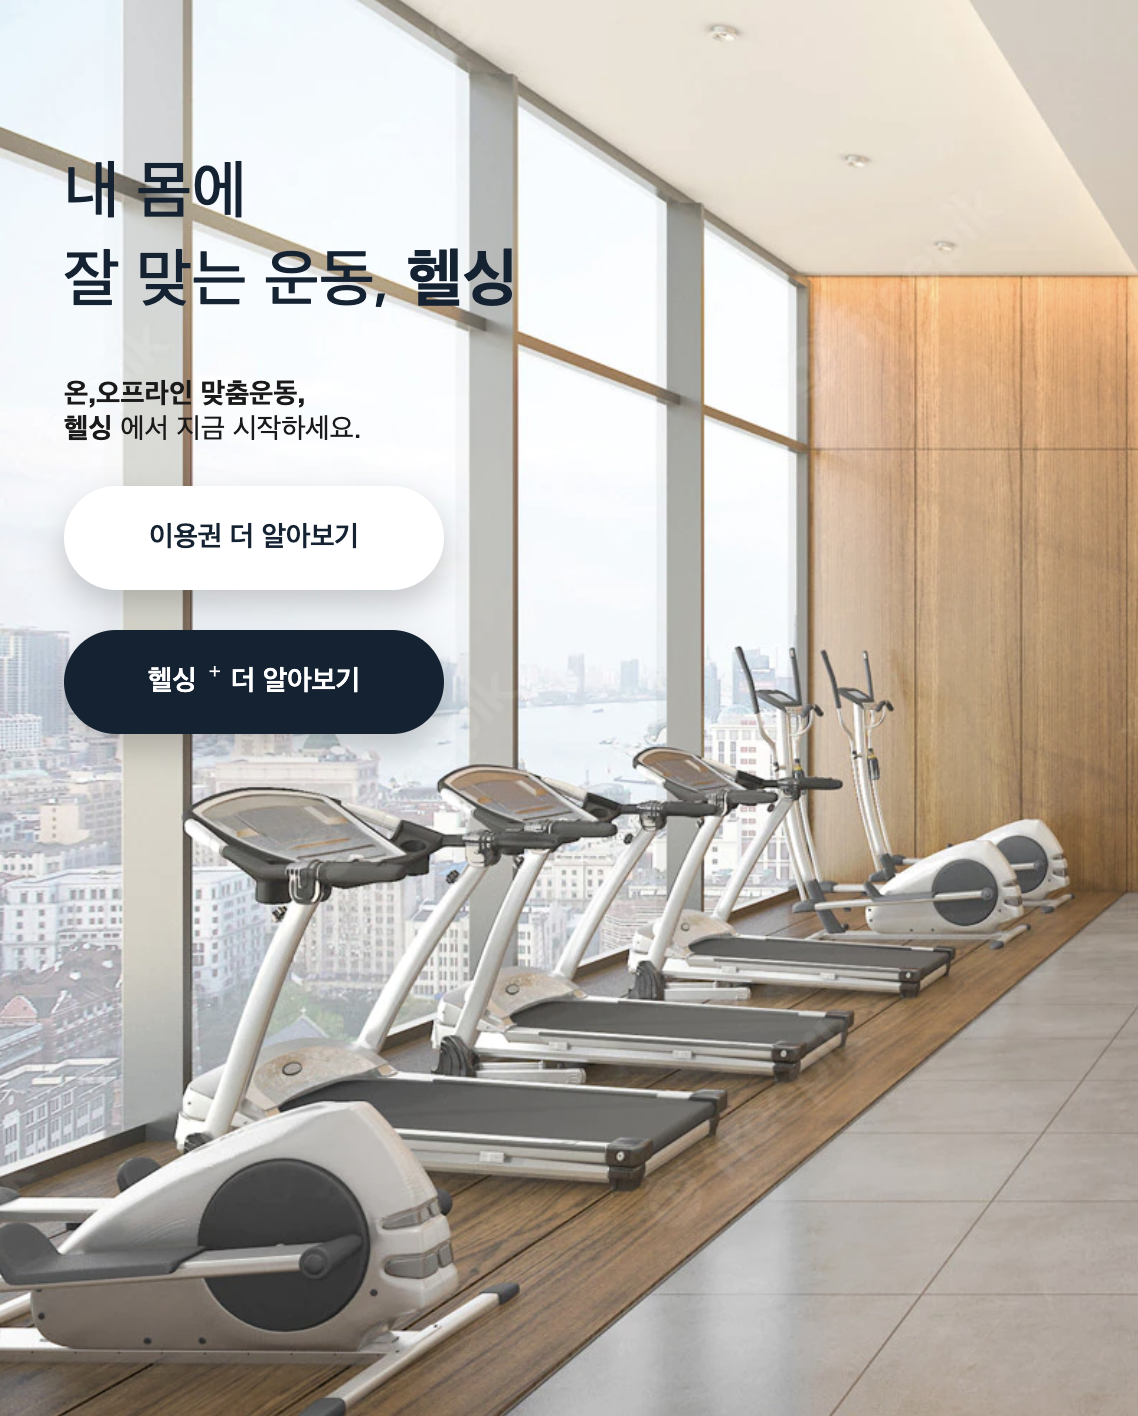 내 몸에
잘 맞는 운동, 헬싱
온,오프라인 맞춤운동,
헬싱 에서 지금 시작하세요.
이용권 더 알아보기
헬싱 + 더 알아보기